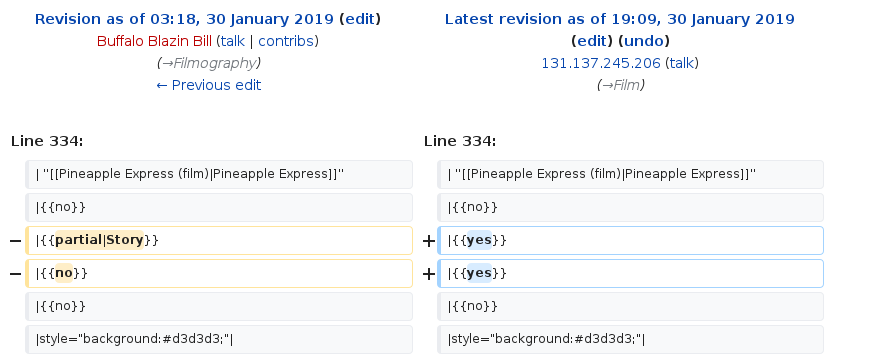 Revision as of 03:18, 30 January 2019 (edit)
Buffalo Blazin Bill (talk | contribs)
(→Filmography)
← Previous edit
Latest revision as of 19:09, 30 January 2019
(edit) (undo)
131.137.245.206 (talk)
(→Film)
Line 334:
Line 334:
| "[[Pineapple Express (film)|Pineapple Express]]"
| "[[Pineapple Express (film)|Pineapple Express]]"
|{{no}}
|{{no}}
− |{{partial|Story}}
+ |{{yes}}
− |{{no}}
+ |{{yes}}
|{{no}}
|{{no}}
|style="background:#d3d3d3;"|
|style="background:#d3d3d3;"|